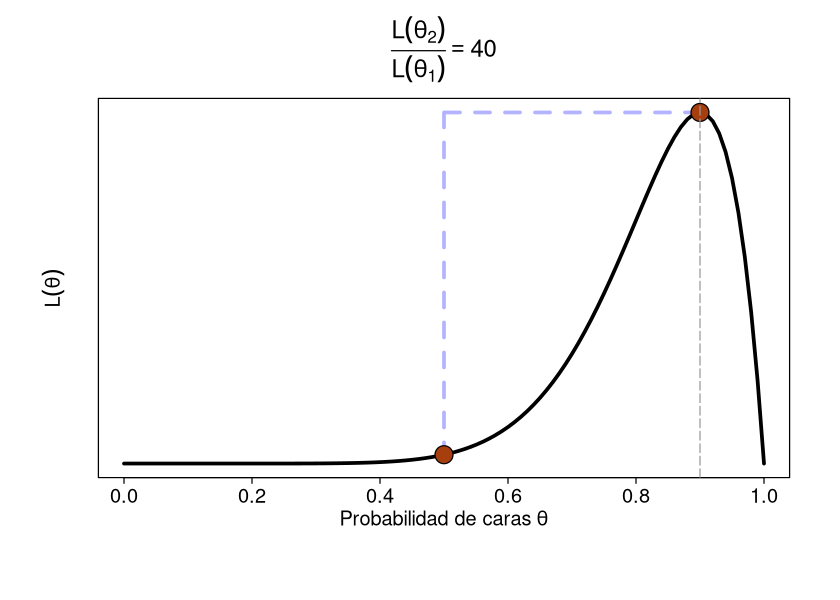 L(θ₂)
L(θ₁) = 40
L(θ)
0.0 0.2 0.4 0.6 0.8 1.0
Probabilidad de caras θ